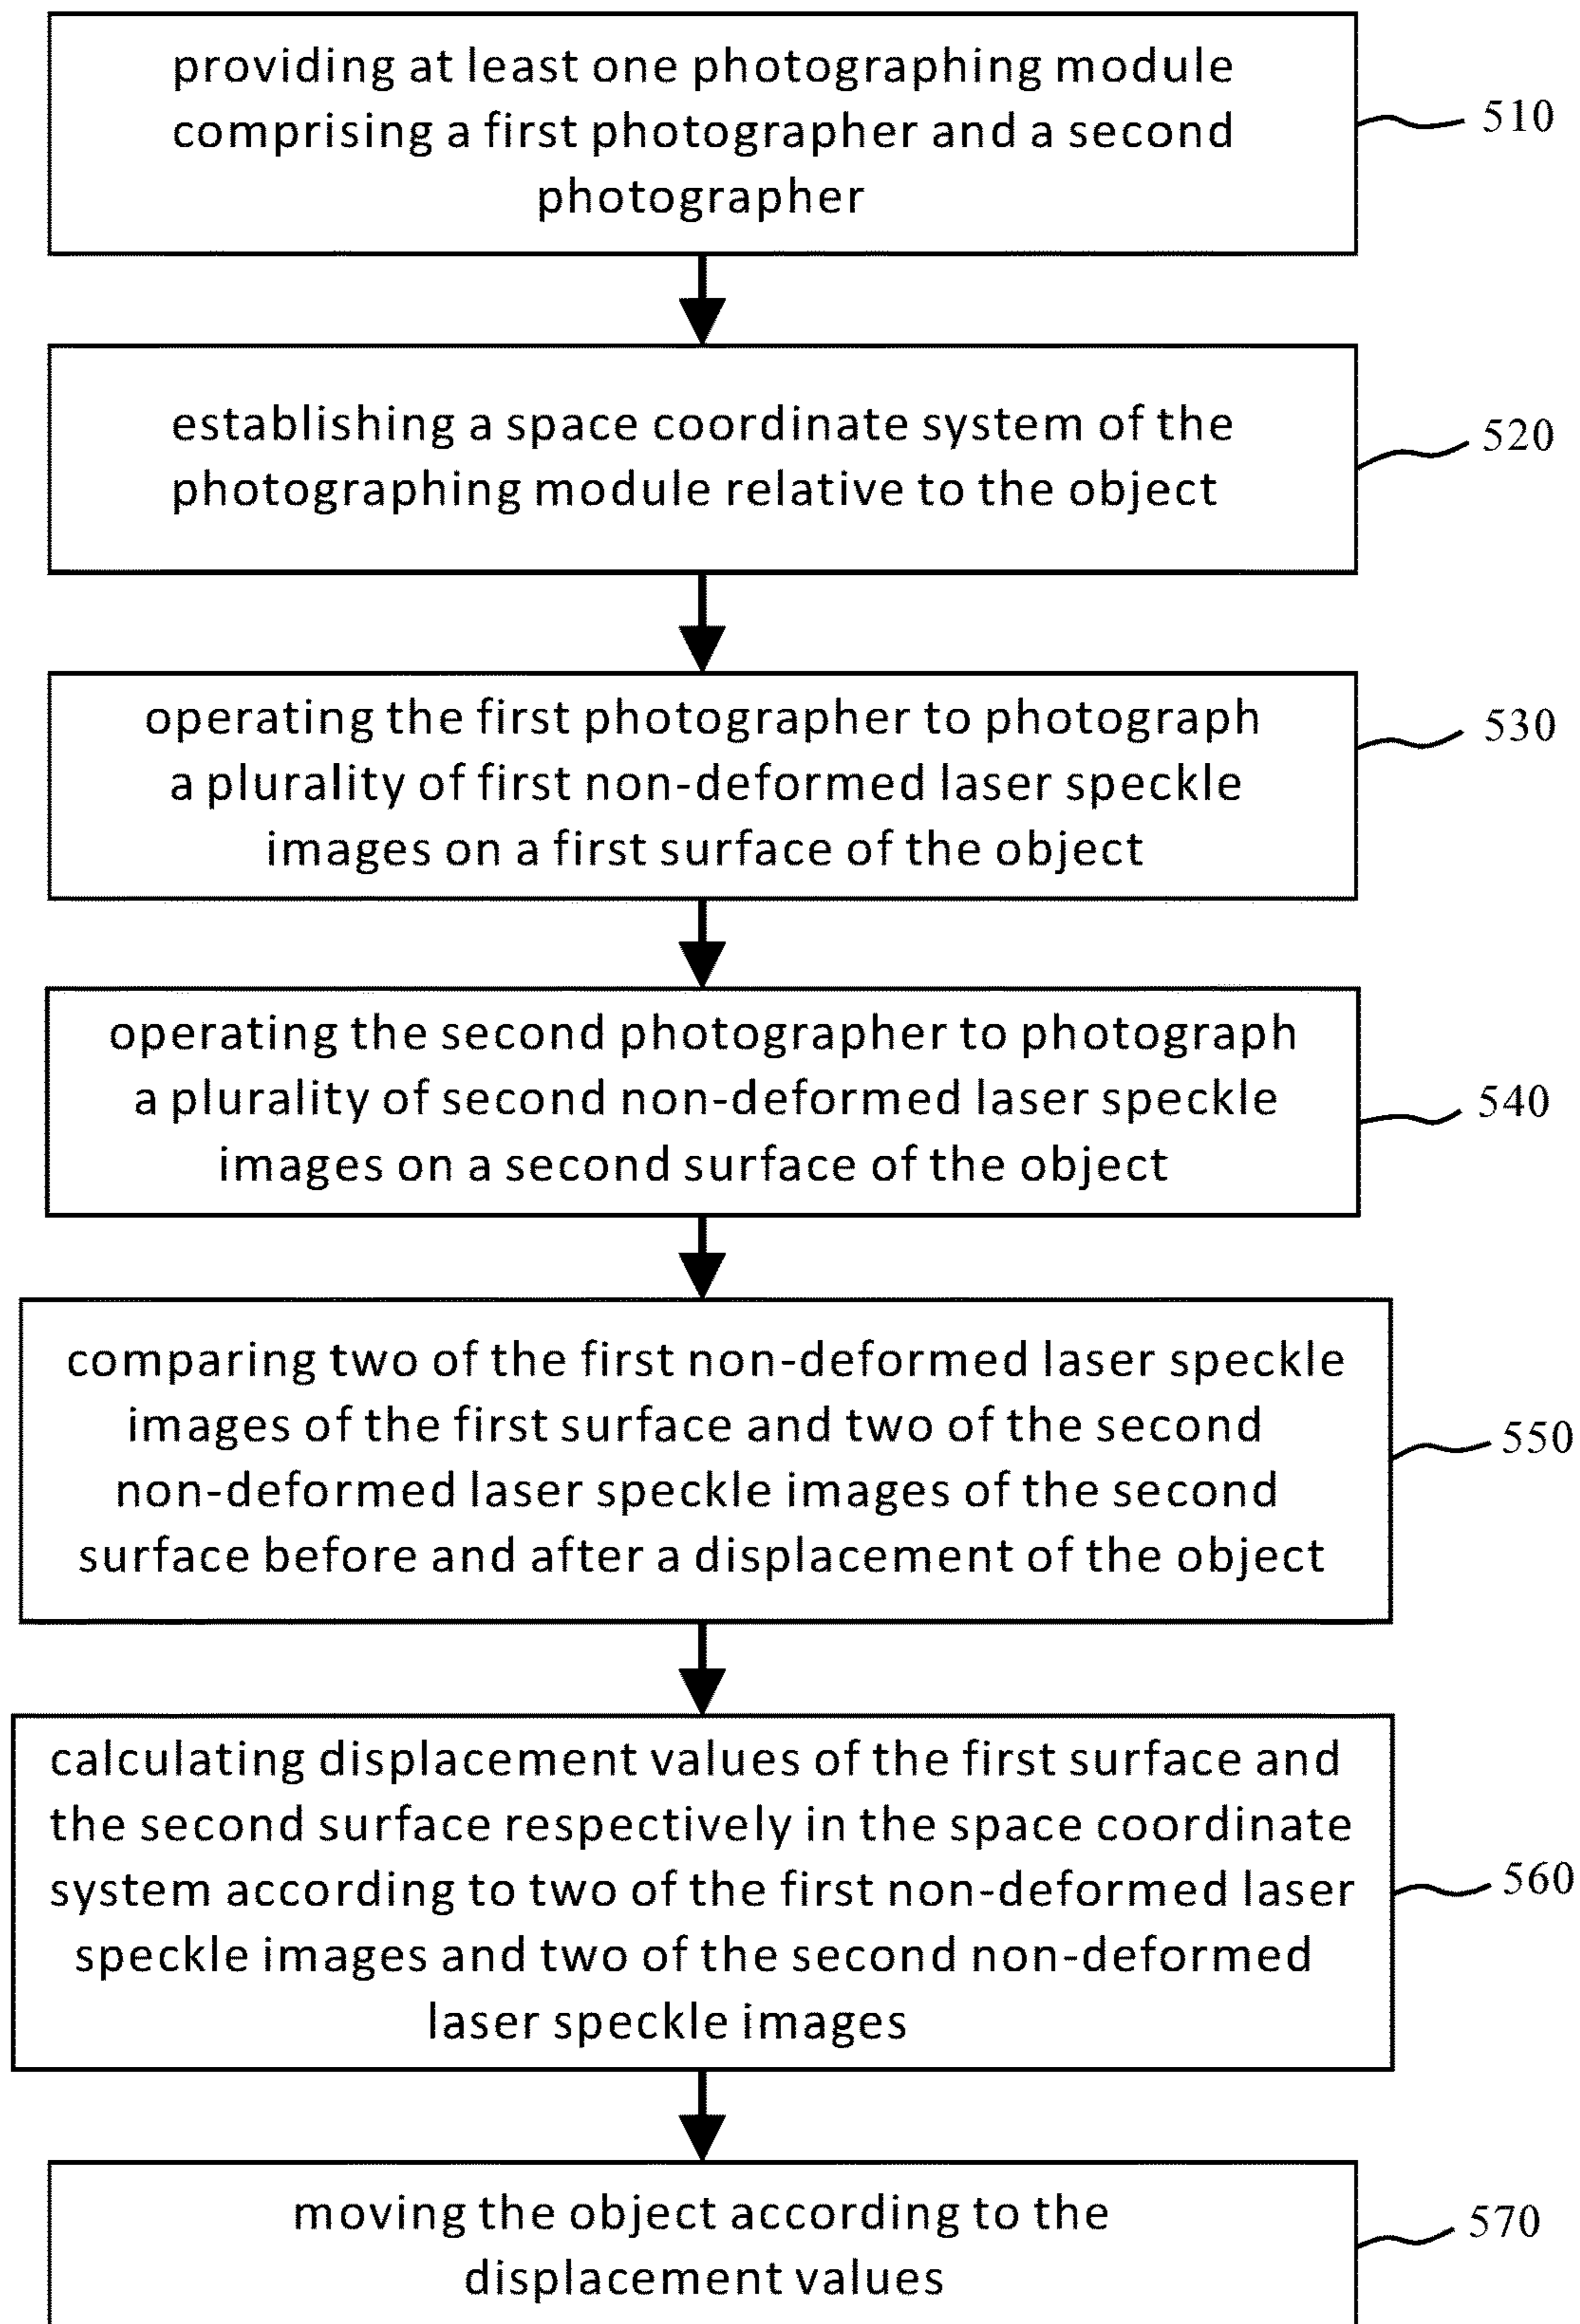 providing at least one photographing module
comprising a first photographer and a second
photographer
510
establishing a space coordinate system of the
photographing module relative to the object
520
operating the first photographer to photograph
a plurality of first non-deformed laser speckle
images on a first surface of the object
530
operating the second photographer to photograph
a plurality of second non-deformed laser speckle
images on a second surface of the object
540
comparing two of the first non-deformed laser speckle
images of the first surface and two of the second
non-deformed laser speckle images of the second
surface before and after a displacement of the object
550
calculating displacement values of the first surface and
the second surface respectively in the space coordinate
system according to two of the first non-deformed laser
speckle images and two of the second non-deformed
laser speckle images
560
moving the object according to the
displacement values
570